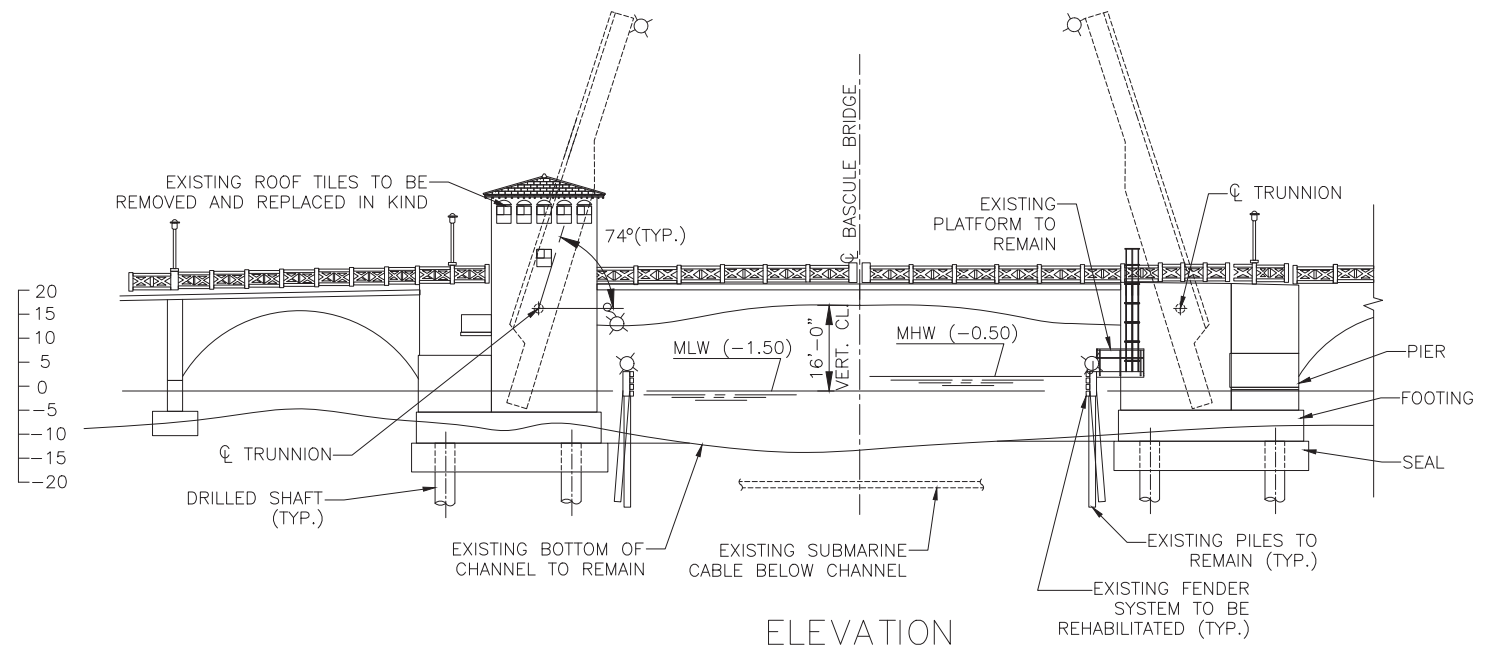 ℄ BASCULE BRIDGE
EXISTING ROOF TILES TO BE
REMOVED AND REPLACED IN KIND
74°(TYP.)
EXISTING
PLATFORM TO
REMAIN
℄ TRUNNION
20
15
10
5
0
-5
-10
-15
-20
MLW (-1.50)
16'-0"
VERT. CL.
MHW (-0.50)
PIER
FOOTING
SEAL
℄ TRUNNION
DRILLED SHAFT
(TYP.)
EXISTING BOTTOM OF
CHANNEL TO REMAIN
EXISTING SUBMARINE
CABLE BELOW CHANNEL
EXISTING PILES TO
REMAIN (TYP.)
EXISTING FENDER
SYSTEM TO BE
REHABILITATED (TYP.)
ELEVATION